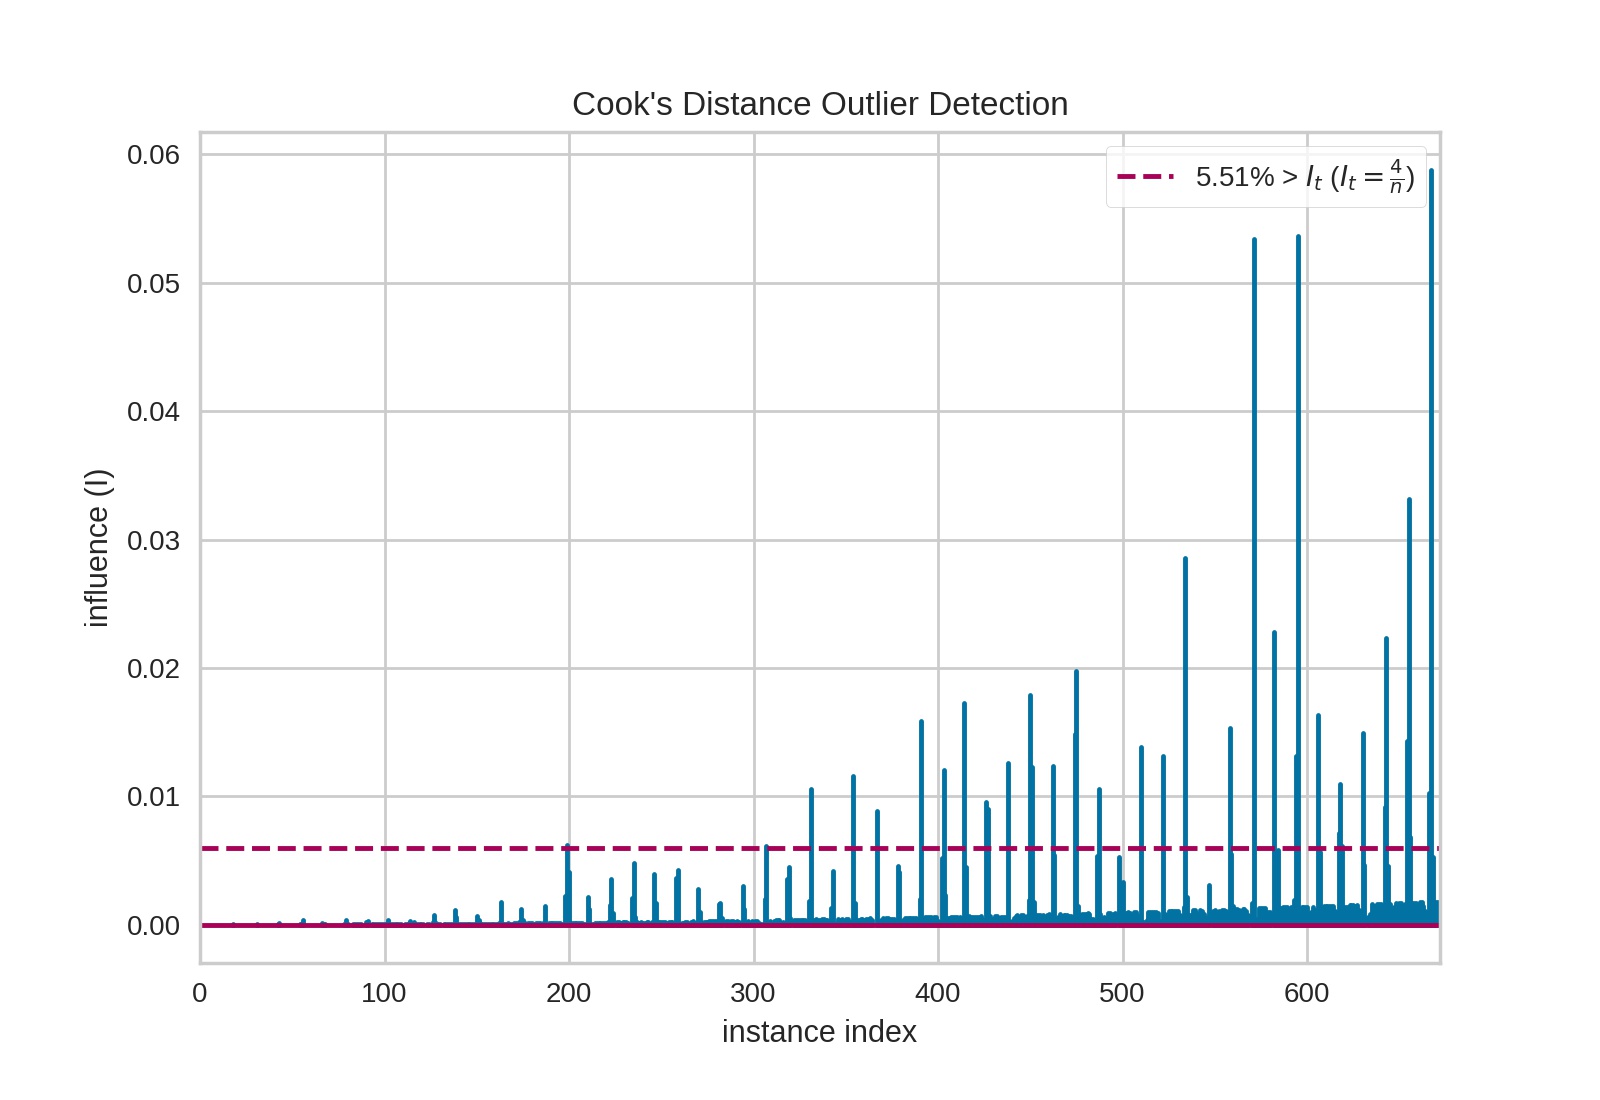 Cook's Distance Outlier Detection
5.51% > I_t (I_t = 4/n)
0.06
0.05
0.04
0.03
0.02
0.01
0.00
influence (I)
0 100 200 300 400 500 600
instance index